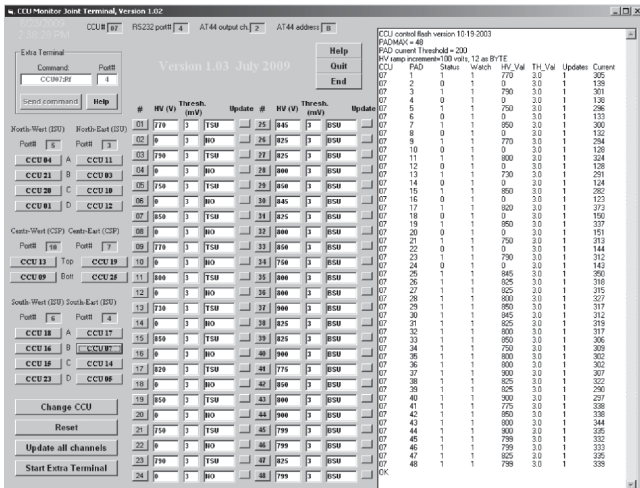 CCU Monitor Joint Terminal, Version 1.02
2:30:29 PM
CCU# 07 RS232 port# 4 AT44 output ch. 2 AT44 address 8
Extra Terminal
Command: Port#
CCU07:Rf 4
Send command Help
Version 1.03 July 2009
Help
Quit
End
North-West (ISU) North-East (ISU)
Port# 5 Port# 3
CCU 04 A CCU 11
CCU 21 B CCU 03
CCU 20 C CCU 10
CCU 01 D CCU 12
Centr-West (CSP) Centr-East (CSP)
Port# 10 Port# 7
CCU 13 Top CCU 19
CCU 09 Bott CCU 25
South-West (ISU) South-East (ISU)
Port# 6 Port# 4
CCU 18 A CCU 17
CCU 16 B CCU 07
CCU 15 C CCU 14
CCU 23 D CCU 05
Change CCU
Reset
Update all channels
Start Extra Terminal
# HV (V) Thresh. (mV) Update # HV (V) Thresh. (mV) Update
01 770 3 TSU 25 845 3 BSU
02 0 3 NO 26 825 3 BSU
03 790 3 TSU 27 825 3 BSU
04 0 3 NO 28 800 3 BSU
05 750 3 TSU 29 850 3 BSU
06 0 3 NO 30 845 3 BSU
07 850 3 TSU 31 825 3 BSU
08 0 3 NO 32 800 3 BSU
09 770 3 TSU 33 850 3 BSU
10 0 3 NO 34 750 3 BSU
11 800 3 TSU 35 800 3 BSU
12 0 3 NO 36 800 3 BSU
13 730 3 TSU 37 900 3 BSU
14 0 3 NO 38 825 3 BSU
15 850 3 TSU 39 825 3 BSU
16 0 3 NO 40 900 3 BSU
17 820 3 TSU 41 775 3 BSU
18 0 3 NO 42 850 3 BSU
19 850 3 TSU 43 800 3 BSU
20 0 3 NO 44 900 3 BSU
21 750 3 TSU 45 799 3 BSU
22 0 3 NO 46 799 3 BSU
23 790 3 TSU 47 825 3 BSU
24 0 3 NO 48 799 3 BSU
CCU control flash version 10-19-2003
PADMAX = 48
PAD current Threshold = 200
HV ramp increment=100 volts, 12 as BYTE
CCU PAD Status Watch HV_Val TH_Val Updates Current
07 1 1 1 770 3.0 1 305
07 2 0 1 0 3.0 1 139
07 3 1 1 790 3.0 1 301
07 4 0 1 0 3.0 1 138
07 5 1 1 750 3.0 1 296
07 6 0 1 0 3.0 1 133
07 7 1 1 850 3.0 1 300
07 8 0 1 0 3.0 1 132
07 9 1 1 770 3.0 1 294
07 10 0 1 0 3.0 1 128
07 11 1 1 800 3.0 1 324
07 12 0 1 0 3.0 1 128
07 13 1 1 730 3.0 1 291
07 14 0 1 0 3.0 1 124
07 15 1 1 850 3.0 1 282
07 16 0 1 0 3.0 1 123
07 17 1 1 820 3.0 1 373
07 18 0 1 0 3.0 1 150
07 19 1 1 850 3.0 1 337
07 20 0 1 0 3.0 1 151
07 21 1 1 750 3.0 1 313
07 22 0 1 0 3.0 1 144
07 23 1 1 790 3.0 1 312
07 24 0 1 0 3.0 1 143
07 25 1 1 845 3.0 1 350
07 26 1 1 825 3.0 1 318
07 27 1 1 825 3.0 1 315
07 28 1 1 800 3.0 1 327
07 29 1 1 850 3.0 1 317
07 30 1 1 845 3.0 1 312
07 31 1 1 825 3.0 1 319
07 32 1 1 800 3.0 1 317
07 33 1 1 850 3.0 1 306
07 34 1 1 750 3.0 1 309
07 35 1 1 800 3.0 1 302
07 36 1 1 800 3.0 1 302
07 37 1 1 900 3.0 1 307
07 38 1 1 825 3.0 1 322
07 39 1 1 825 3.0 1 290
07 40 1 1 900 3.0 1 297
07 41 1 1 775 3.0 1 338
07 42 1 1 850 3.0 1 338
07 43 1 1 800 3.0 1 344
07 44 1 1 900 3.0 1 335
07 45 1 1 799 3.0 1 332
07 46 1 1 799 3.0 1 333
07 47 1 1 825 3.0 1 335
07 48 1 1 799 3.0 1 339
OK